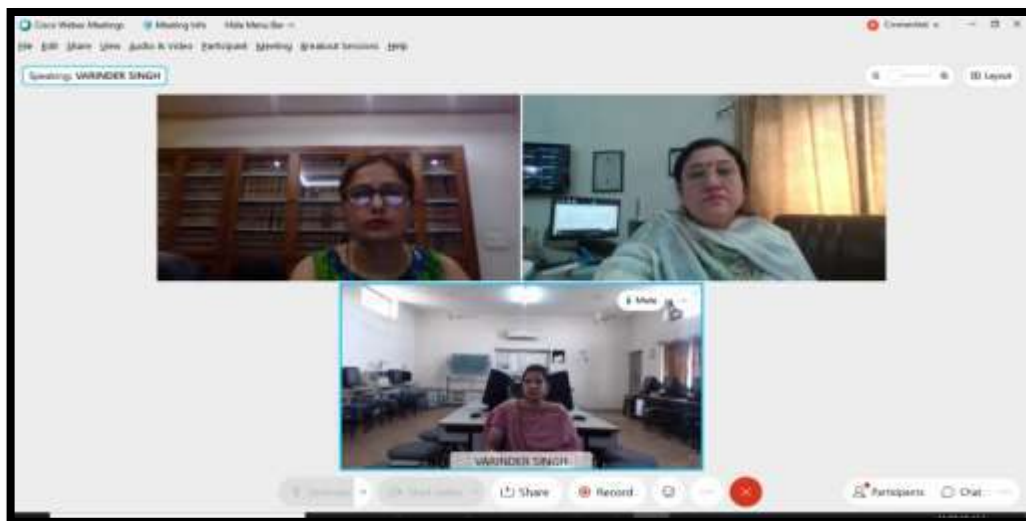 Cisco Webex Meetings Meeting Info Hide Menu Bar Connected
File Edit Share View Audio & Video Participant Meeting Breakout Sessions Help
Speaking: VARINDER SINGH Layout
Mute
VARINDER SINGH
Share Record Participants Chat